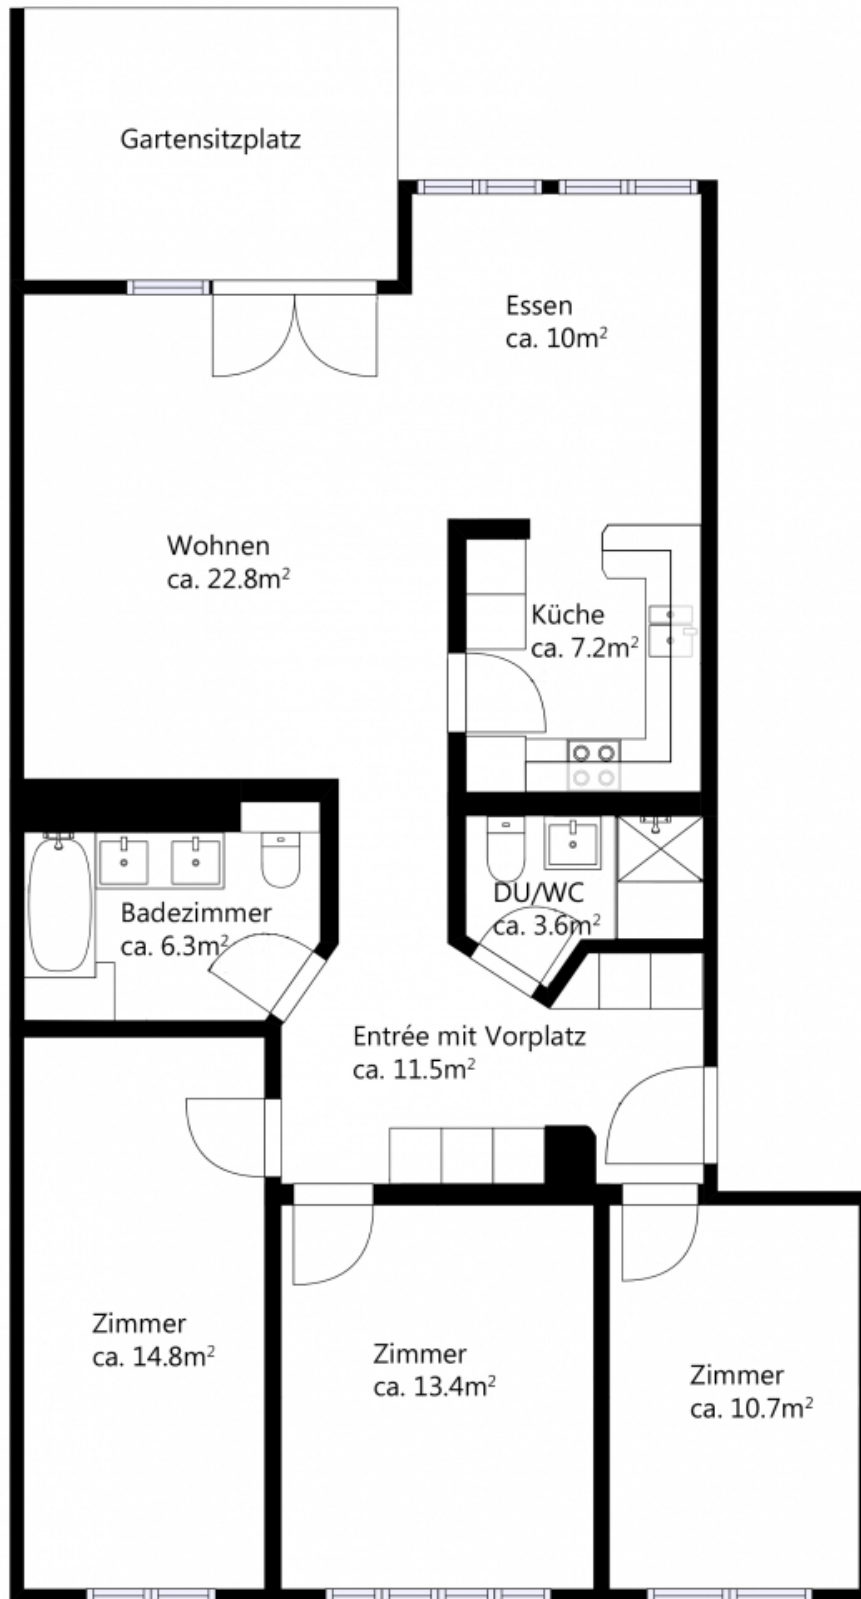 Gartensitzplatz
Essen
ca. 10m²
Wohnen
ca. 22.8m²
Küche
ca. 7.2m²
DU/WC
ca. 3.6m²
Badezimmer
ca. 6.3m²
Entrée mit Vorplatz
ca. 11.5m²
Zimmer
ca. 14.8m²
Zimmer
ca. 13.4m²
Zimmer
ca. 10.7m²